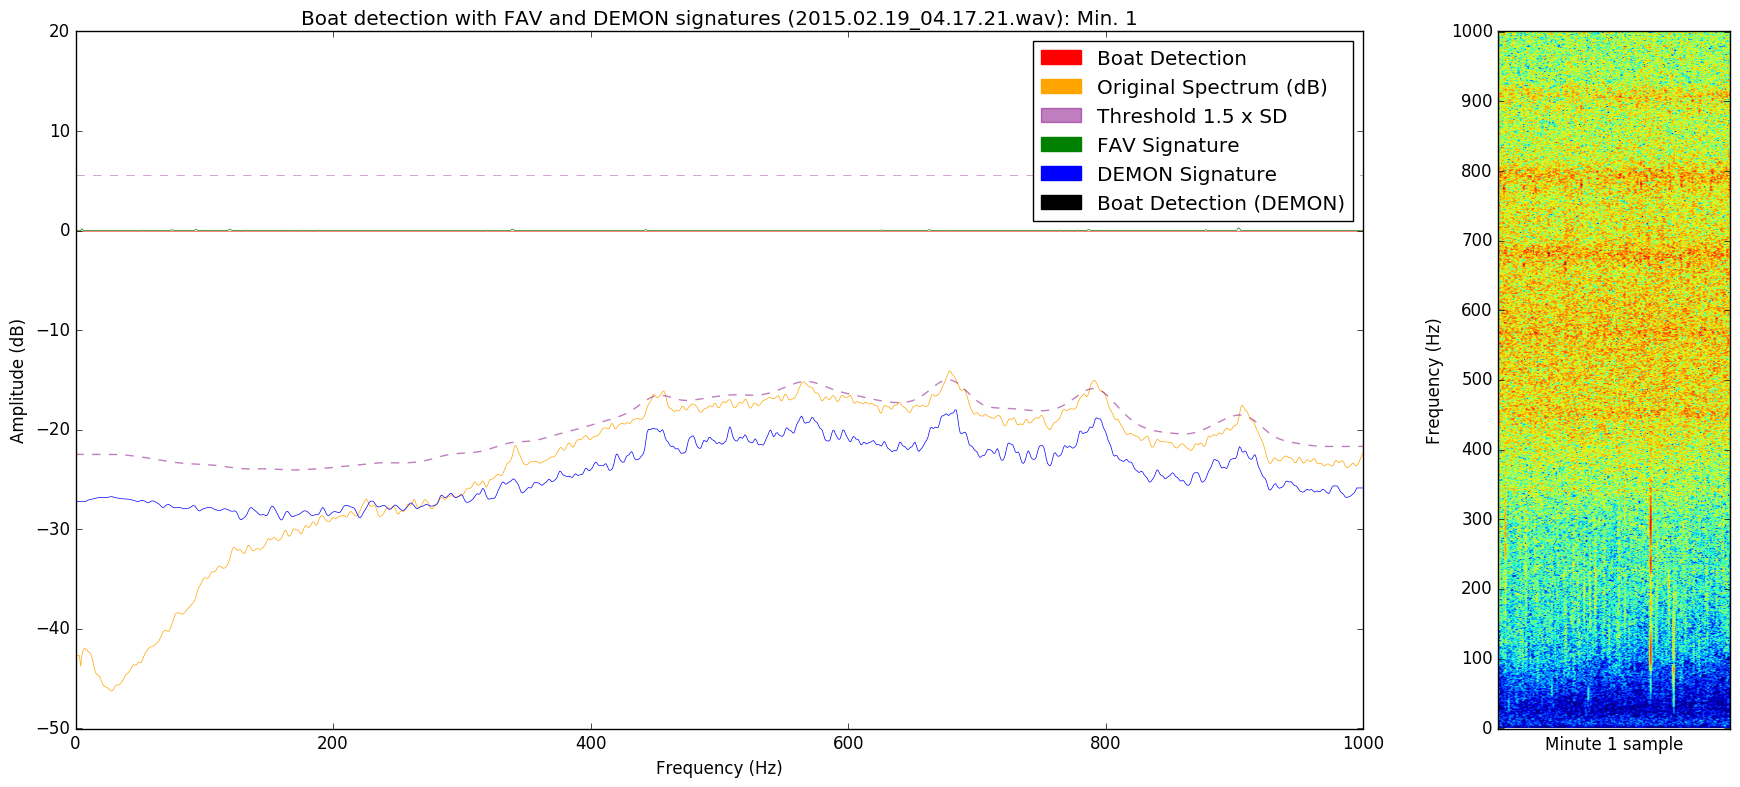 Boat detection with FAV and DEMON signatures (2015.02.19_04.17.21.wav): Min. 1
20
10
0
−10
−20
−30
−40
−50
Amplitude (dB)
0
200
400
600
800
1000
Frequency (Hz)
Boat Detection
Original Spectrum (dB)
Threshold 1.5 x SD
FAV Signature
DEMON Signature
Boat Detection (DEMON)
1000
900
800
700
600
500
400
300
200
100
0
Frequency (Hz)
Minute 1 sample